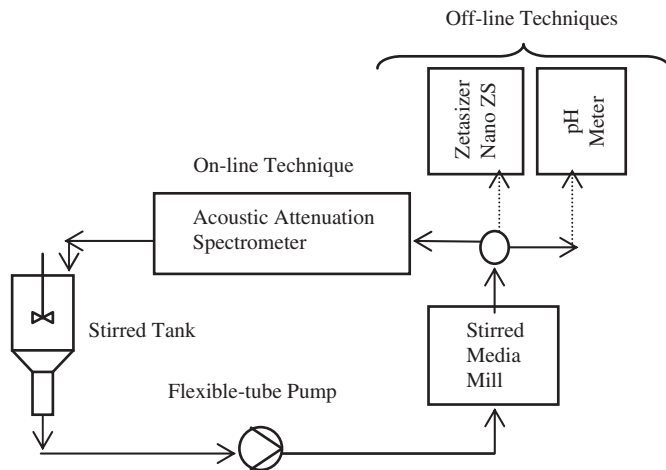 Off-line Techniques
Zetasizer
Nano ZS
pH
Meter
On-line Technique
Acoustic Attenuation
Spectrometer
Stirred Tank
Stirred
Media
Mill
Flexible-tube Pump